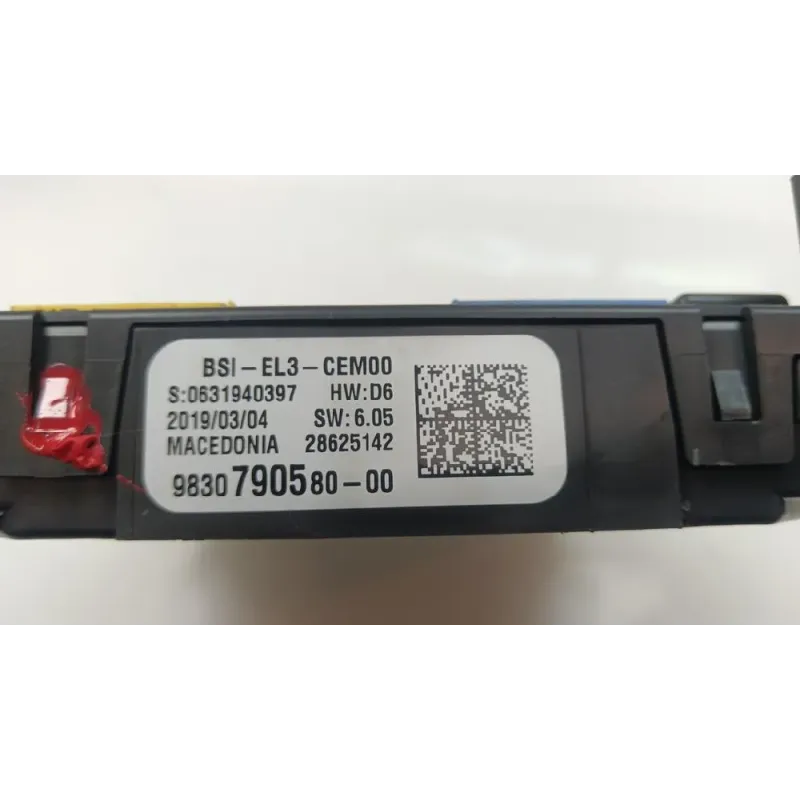 BSI-EL3-CEM00
S:0631940397 HW:D6
2019/03/04 SW:6.05
MACEDONIA 28625142
9830790580-00